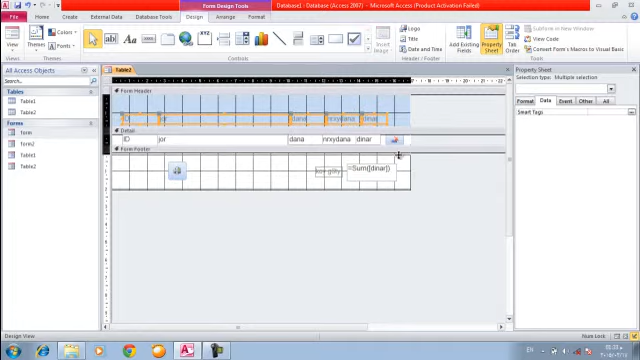 Form Design Tools
Database1 - Database (Access 2007) - Microsoft Access (Product Activation Failed)
File
Home
Create
External Data
Database Tools
Design
Arrange
Format
View
Themes
Colors
Fonts
Logo
Title
Date and Time
Add Existing Fields
Property Sheet
Tab Order
Subform in New Window
View Code
Convert Form's Macros to Visual Basic
Views
Themes
Controls
Header / Footer
Tools
All Access Objects
Search...
Tables
Table1
Table2
Forms
form
form2
Table1
Table2
Table2
Form Header
ID jor dana nrxydana dinar
Detail
ID jor dana nrxydana dinar
Form Footer
=Sum([dinar])
Property Sheet
Selection type: Multiple selection
Format Data Event Other All
Smart Tags
Design View
Num Lock
EN